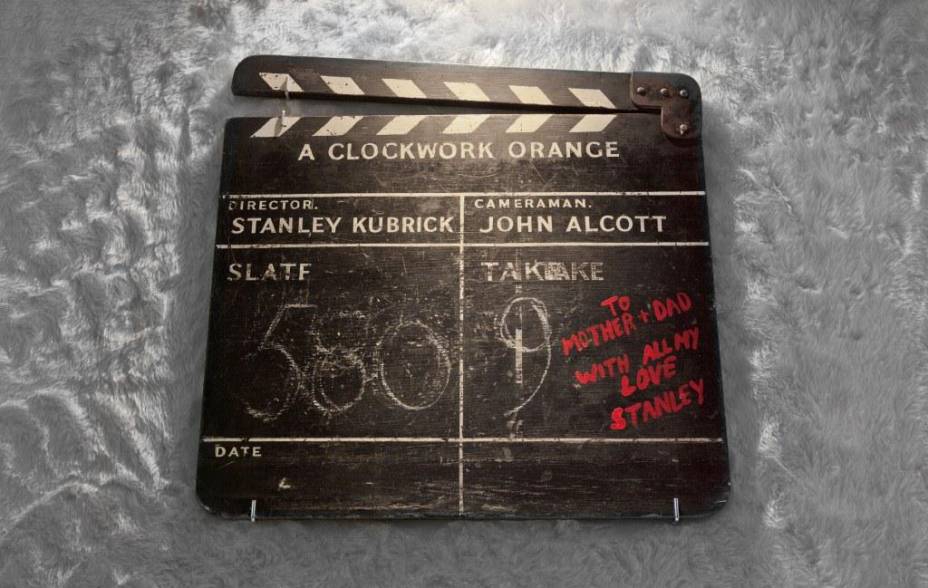 A CLOCKWORK ORANGE
DIRECTOR.
STANLEY KUBRICK
CAMERAMAN.
JOHN ALCOTT
SLATE
580
TAKE
9
TO
MOTHER + DAD
WITH ALL MY
LOVE
STANLEY
DATE